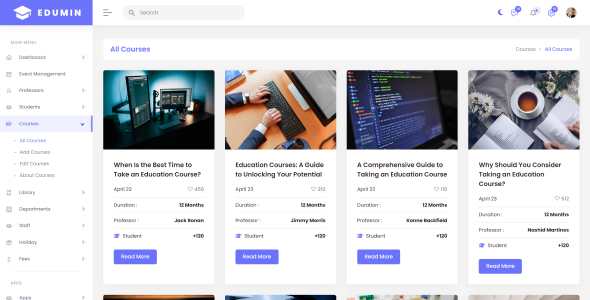 EDUMIN
Search
MAIN MENU
Dashboard
Event Management
Professors
Students
Courses
All Courses
Add Courses
Edit Courses
About Courses
Library
Departments
Staff
Holiday
Fees
APPS
Apps
All Courses
Courses
All Courses
When Is the Best Time to
Take an Education Course?
April 23
450
Duration :
12 Months
Professor :
Jack Ronan
Student
+120
Read More
Education Courses: A Guide
to Unlocking Your Potential
April 23
Duration :
12 Months
Professor :
Jimmy Morris
Student
+120
Read More
A Comprehensive Guide to
Taking an Education Course
April 23
115
Duration :
12 Months
Professor :
Konne Backfield
Student
+120
Read More
Why Should You Consider
Taking an Education
Course?
April 23
512
Duration :
12 Months
Professor :
Nashid Martines
Student
+120
Read More